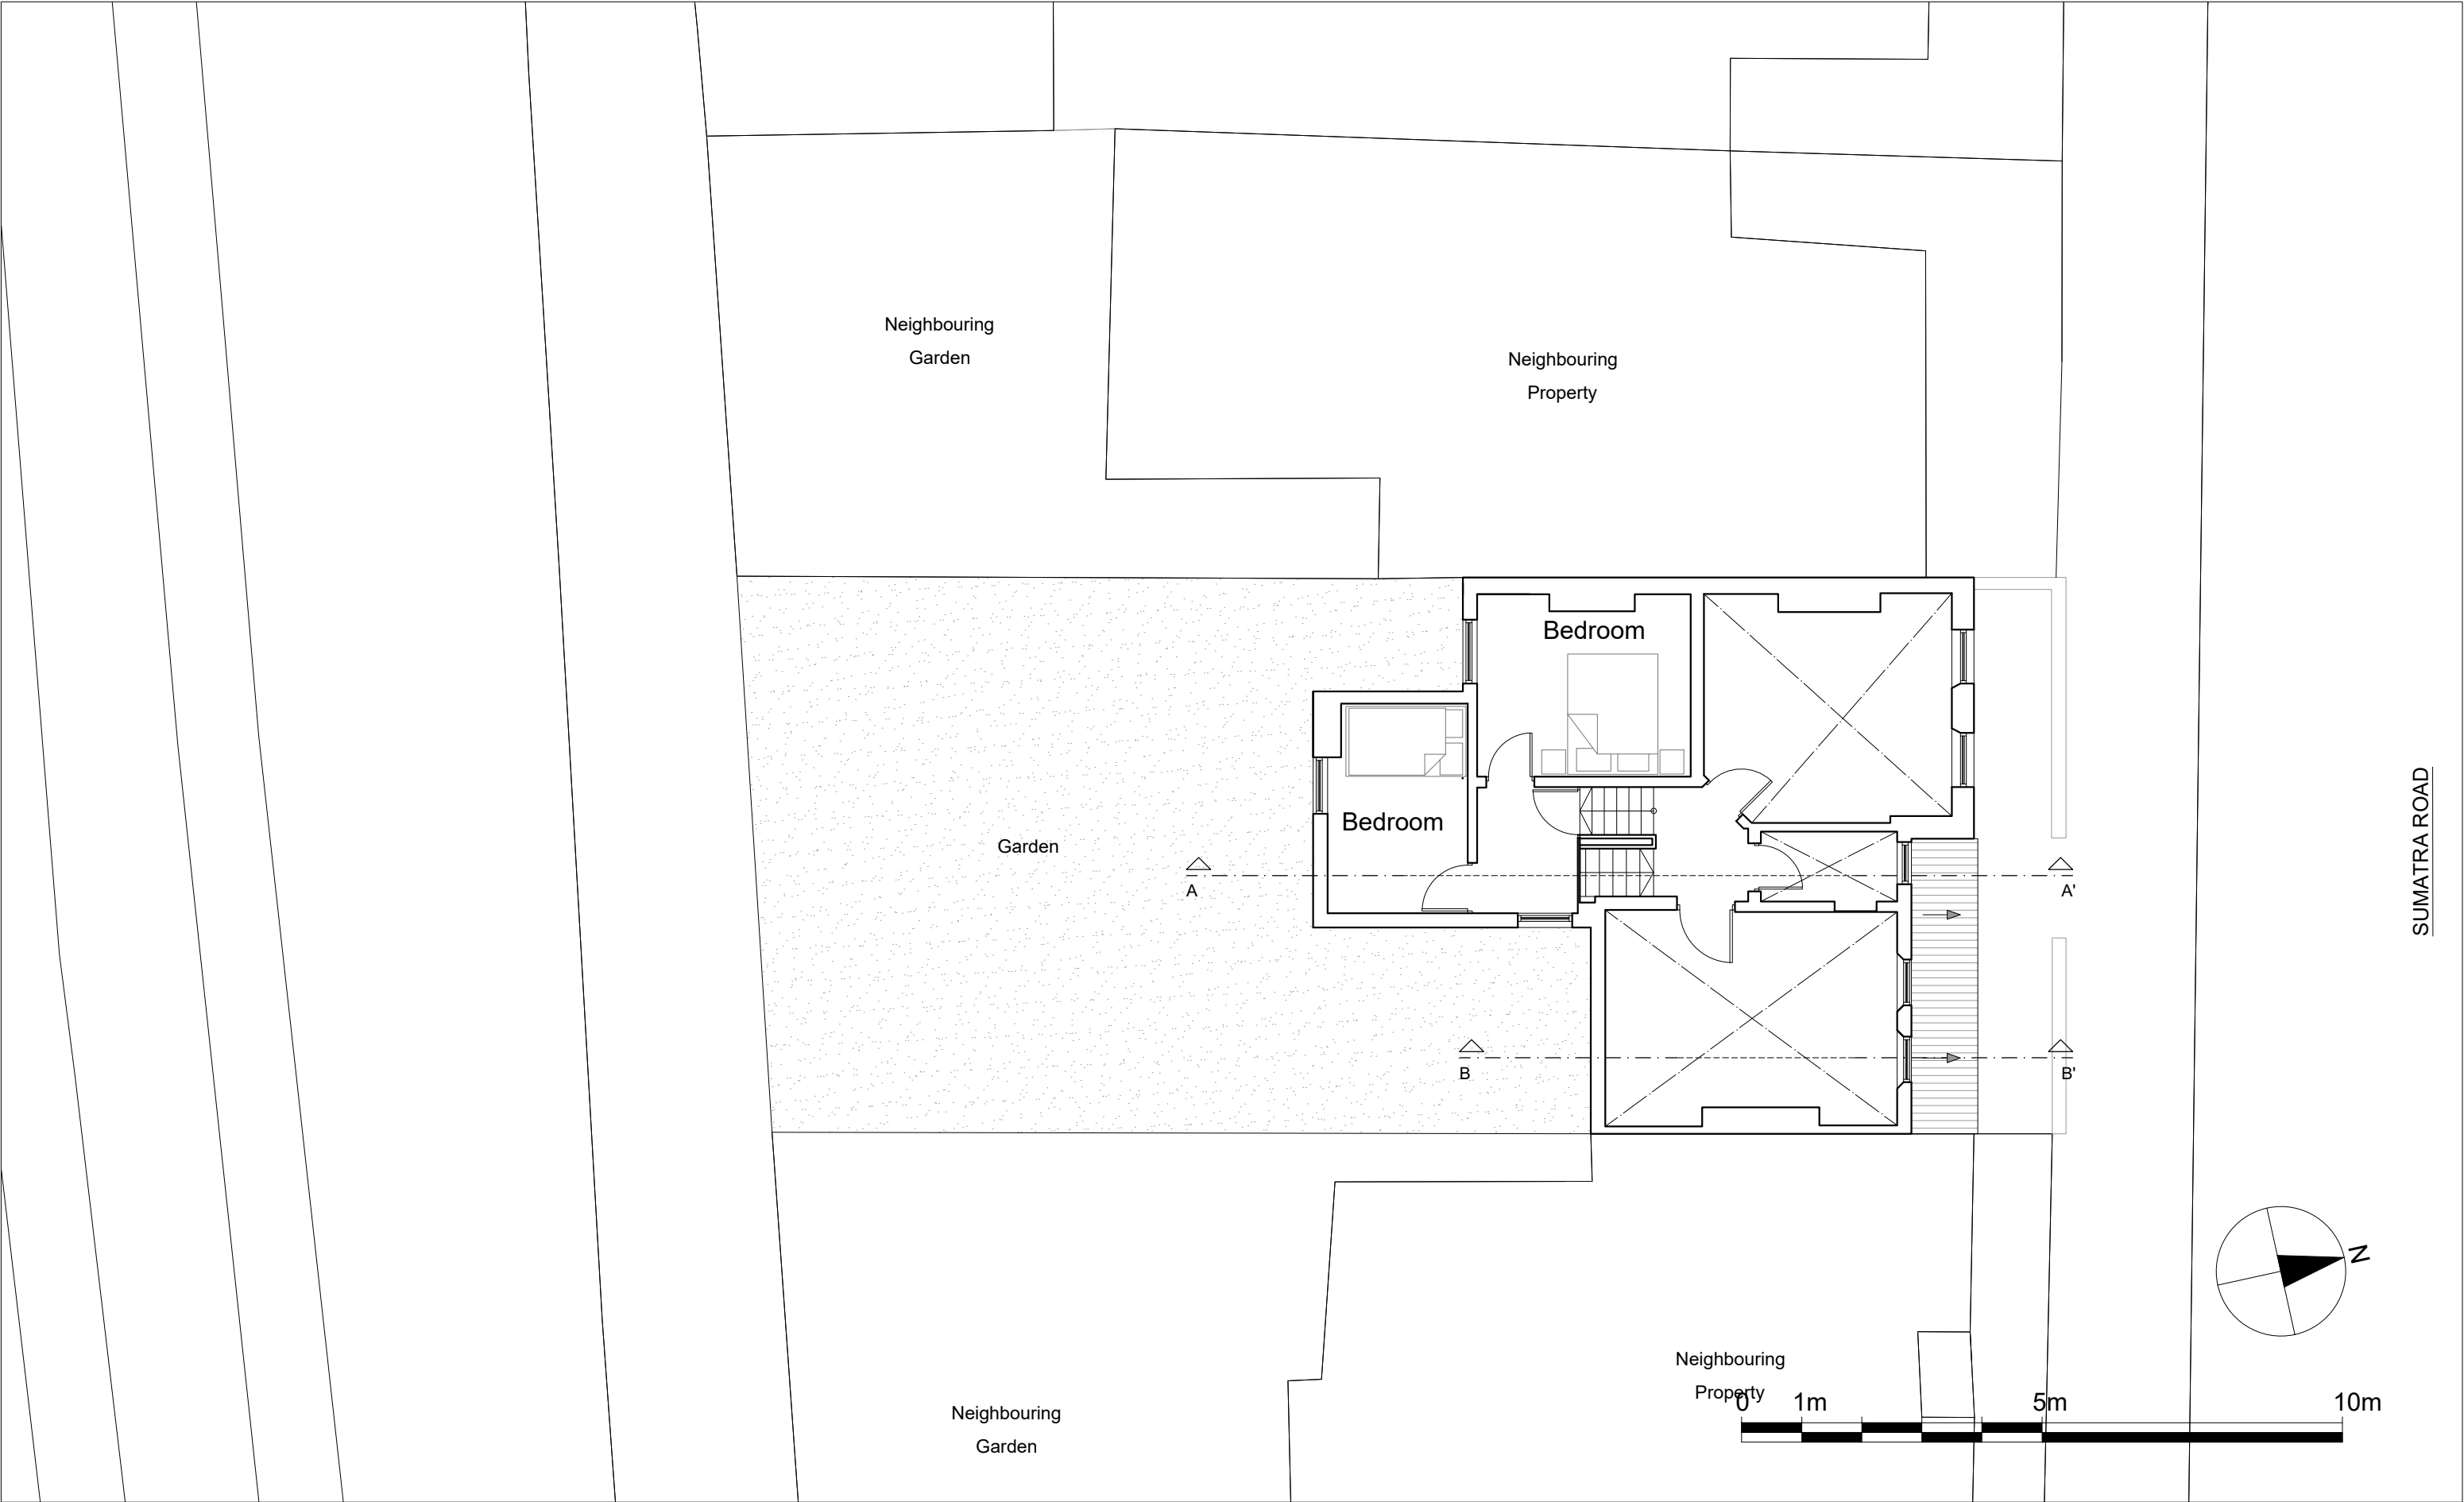 Neighbouring
Garden
Neighbouring
Property
Bedroom
Bedroom
Garden
A
A'
B
B'
SUMATRA ROAD
N
Neighbouring
Property
0 1m 5m 10m
Neighbouring
Garden